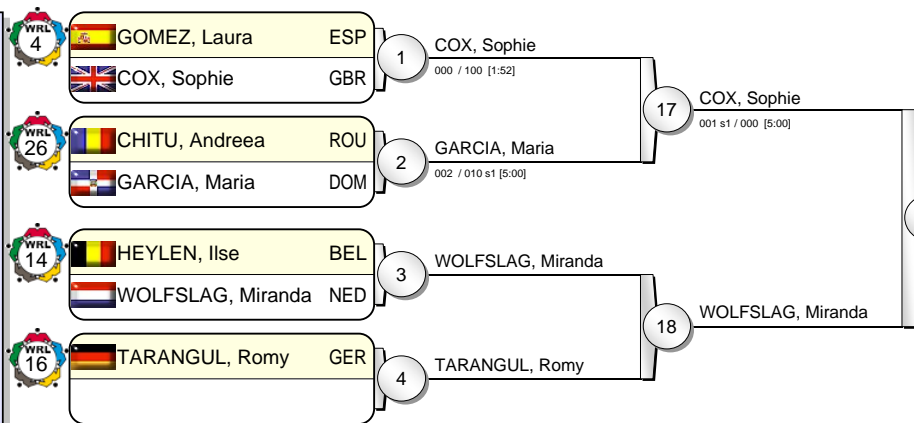 WRL
4
GOMEZ, Laura ESP
COX, Sophie GBR
1
COX, Sophie
000 / 100 [1:52]
17
COX, Sophie
001 s1 / 000 [5:00]
WRL
26
CHITU, Andreea ROU
GARCIA, Maria DOM
2
GARCIA, Maria
002 / 010 s1 [5:00]
WRL
14
HEYLEN, Ilse BEL
WOLFSLAG, Miranda NED
3
WOLFSLAG, Miranda
18
WOLFSLAG, Miranda
WRL
16
TARANGUL, Romy GER
4
TARANGUL, Romy